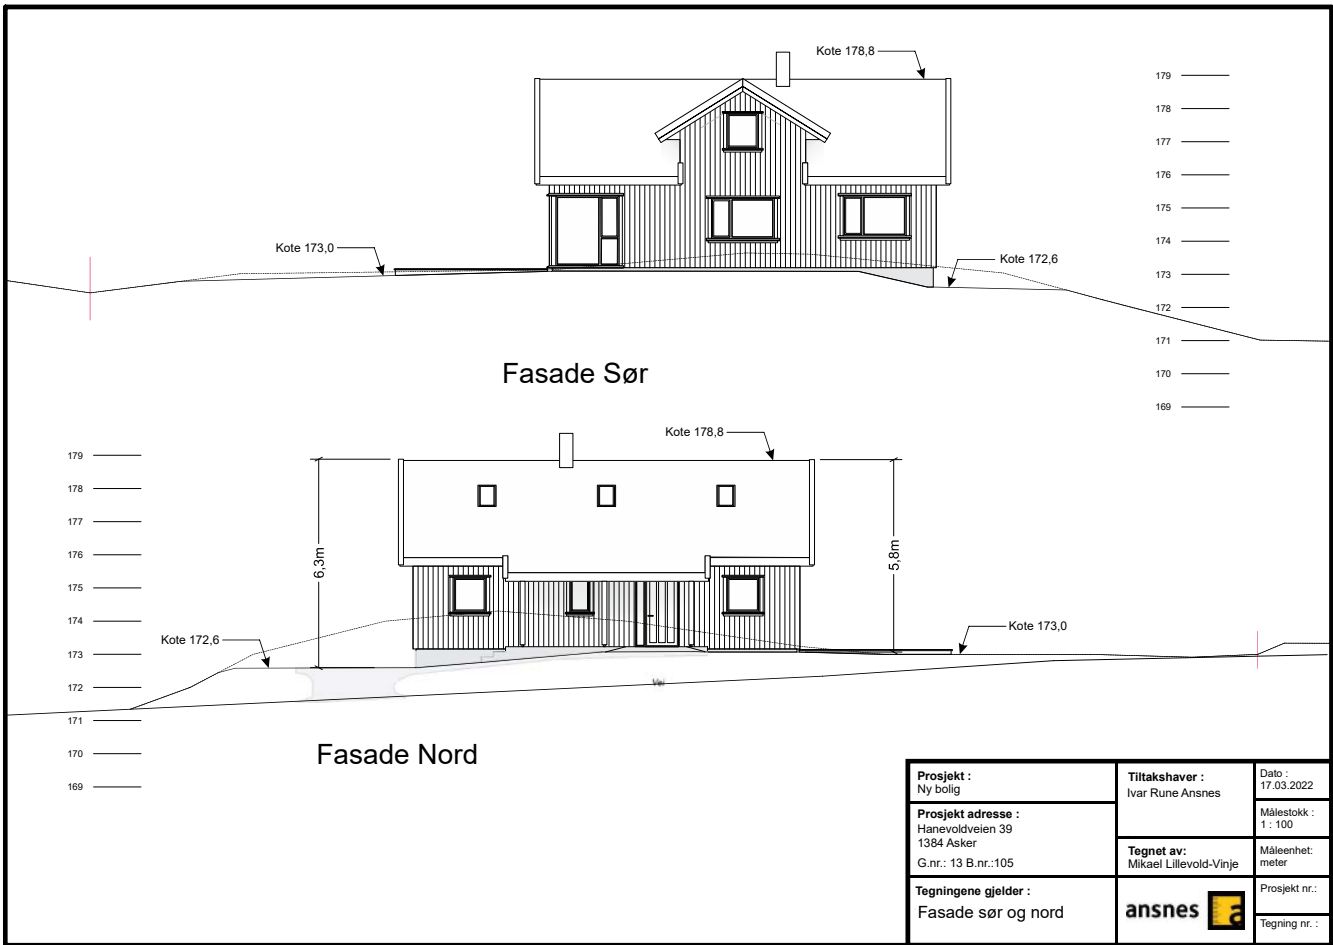 Kote 178,8
179
178
177
176
175
174
173
172
171
170
169
Kote 173,0
Kote 172,6
Fasade Sør
Kote 178,8
179
178
177
176
175
174
173
172
171
170
169
6,3m
5,8m
Kote 172,6
Kote 173,0
Vei
Fasade Nord
Prosjekt :
Ny bolig
Prosjekt adresse :
Hanevoldveien 39
1384 Asker
G.nr.: 13 B.nr.:105
Tegningene gjelder :
Fasade sør og nord
Tiltakshaver :
Ivar Rune Ansnes
Tegnet av:
Mikael Lillevold-Vinje
ansnes a
Dato :
17.03.2022
Målestokk :
1 : 100
Måleenhet:
meter
Prosjekt nr.:
Tegning nr. :